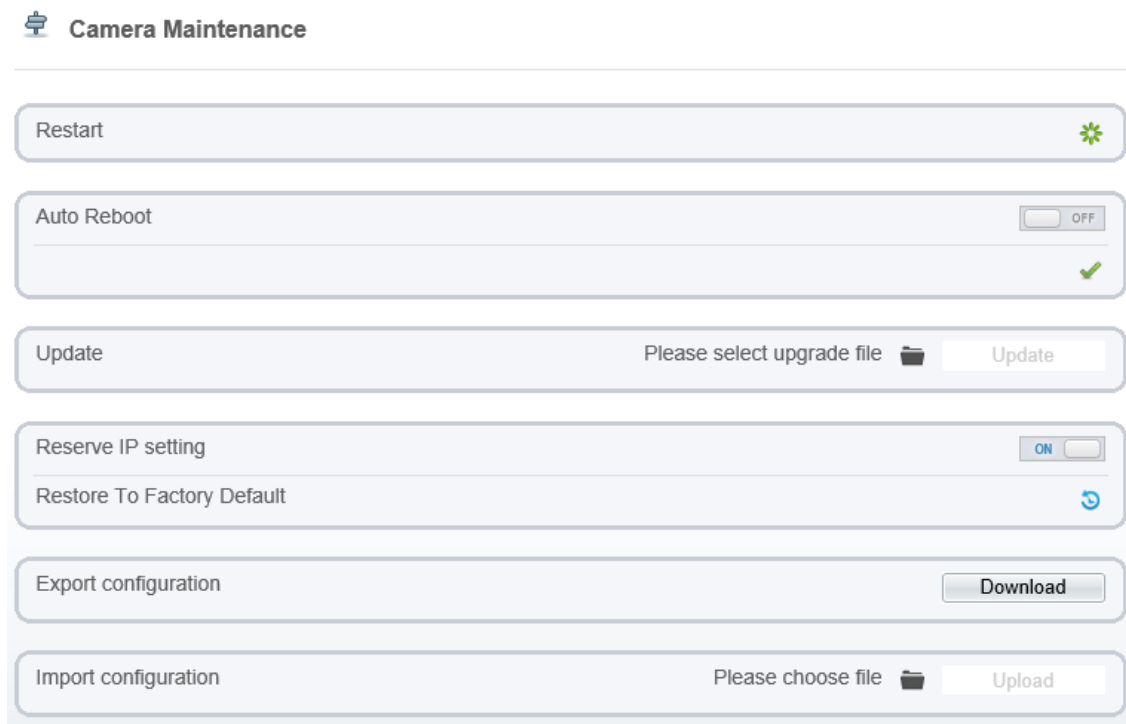 Camera Maintenance
Restart
Auto Reboot OFF
Update Please select upgrade file Update
Reserve IP setting ON
Restore To Factory Default
Export configuration Download
Import configuration Please choose file Upload